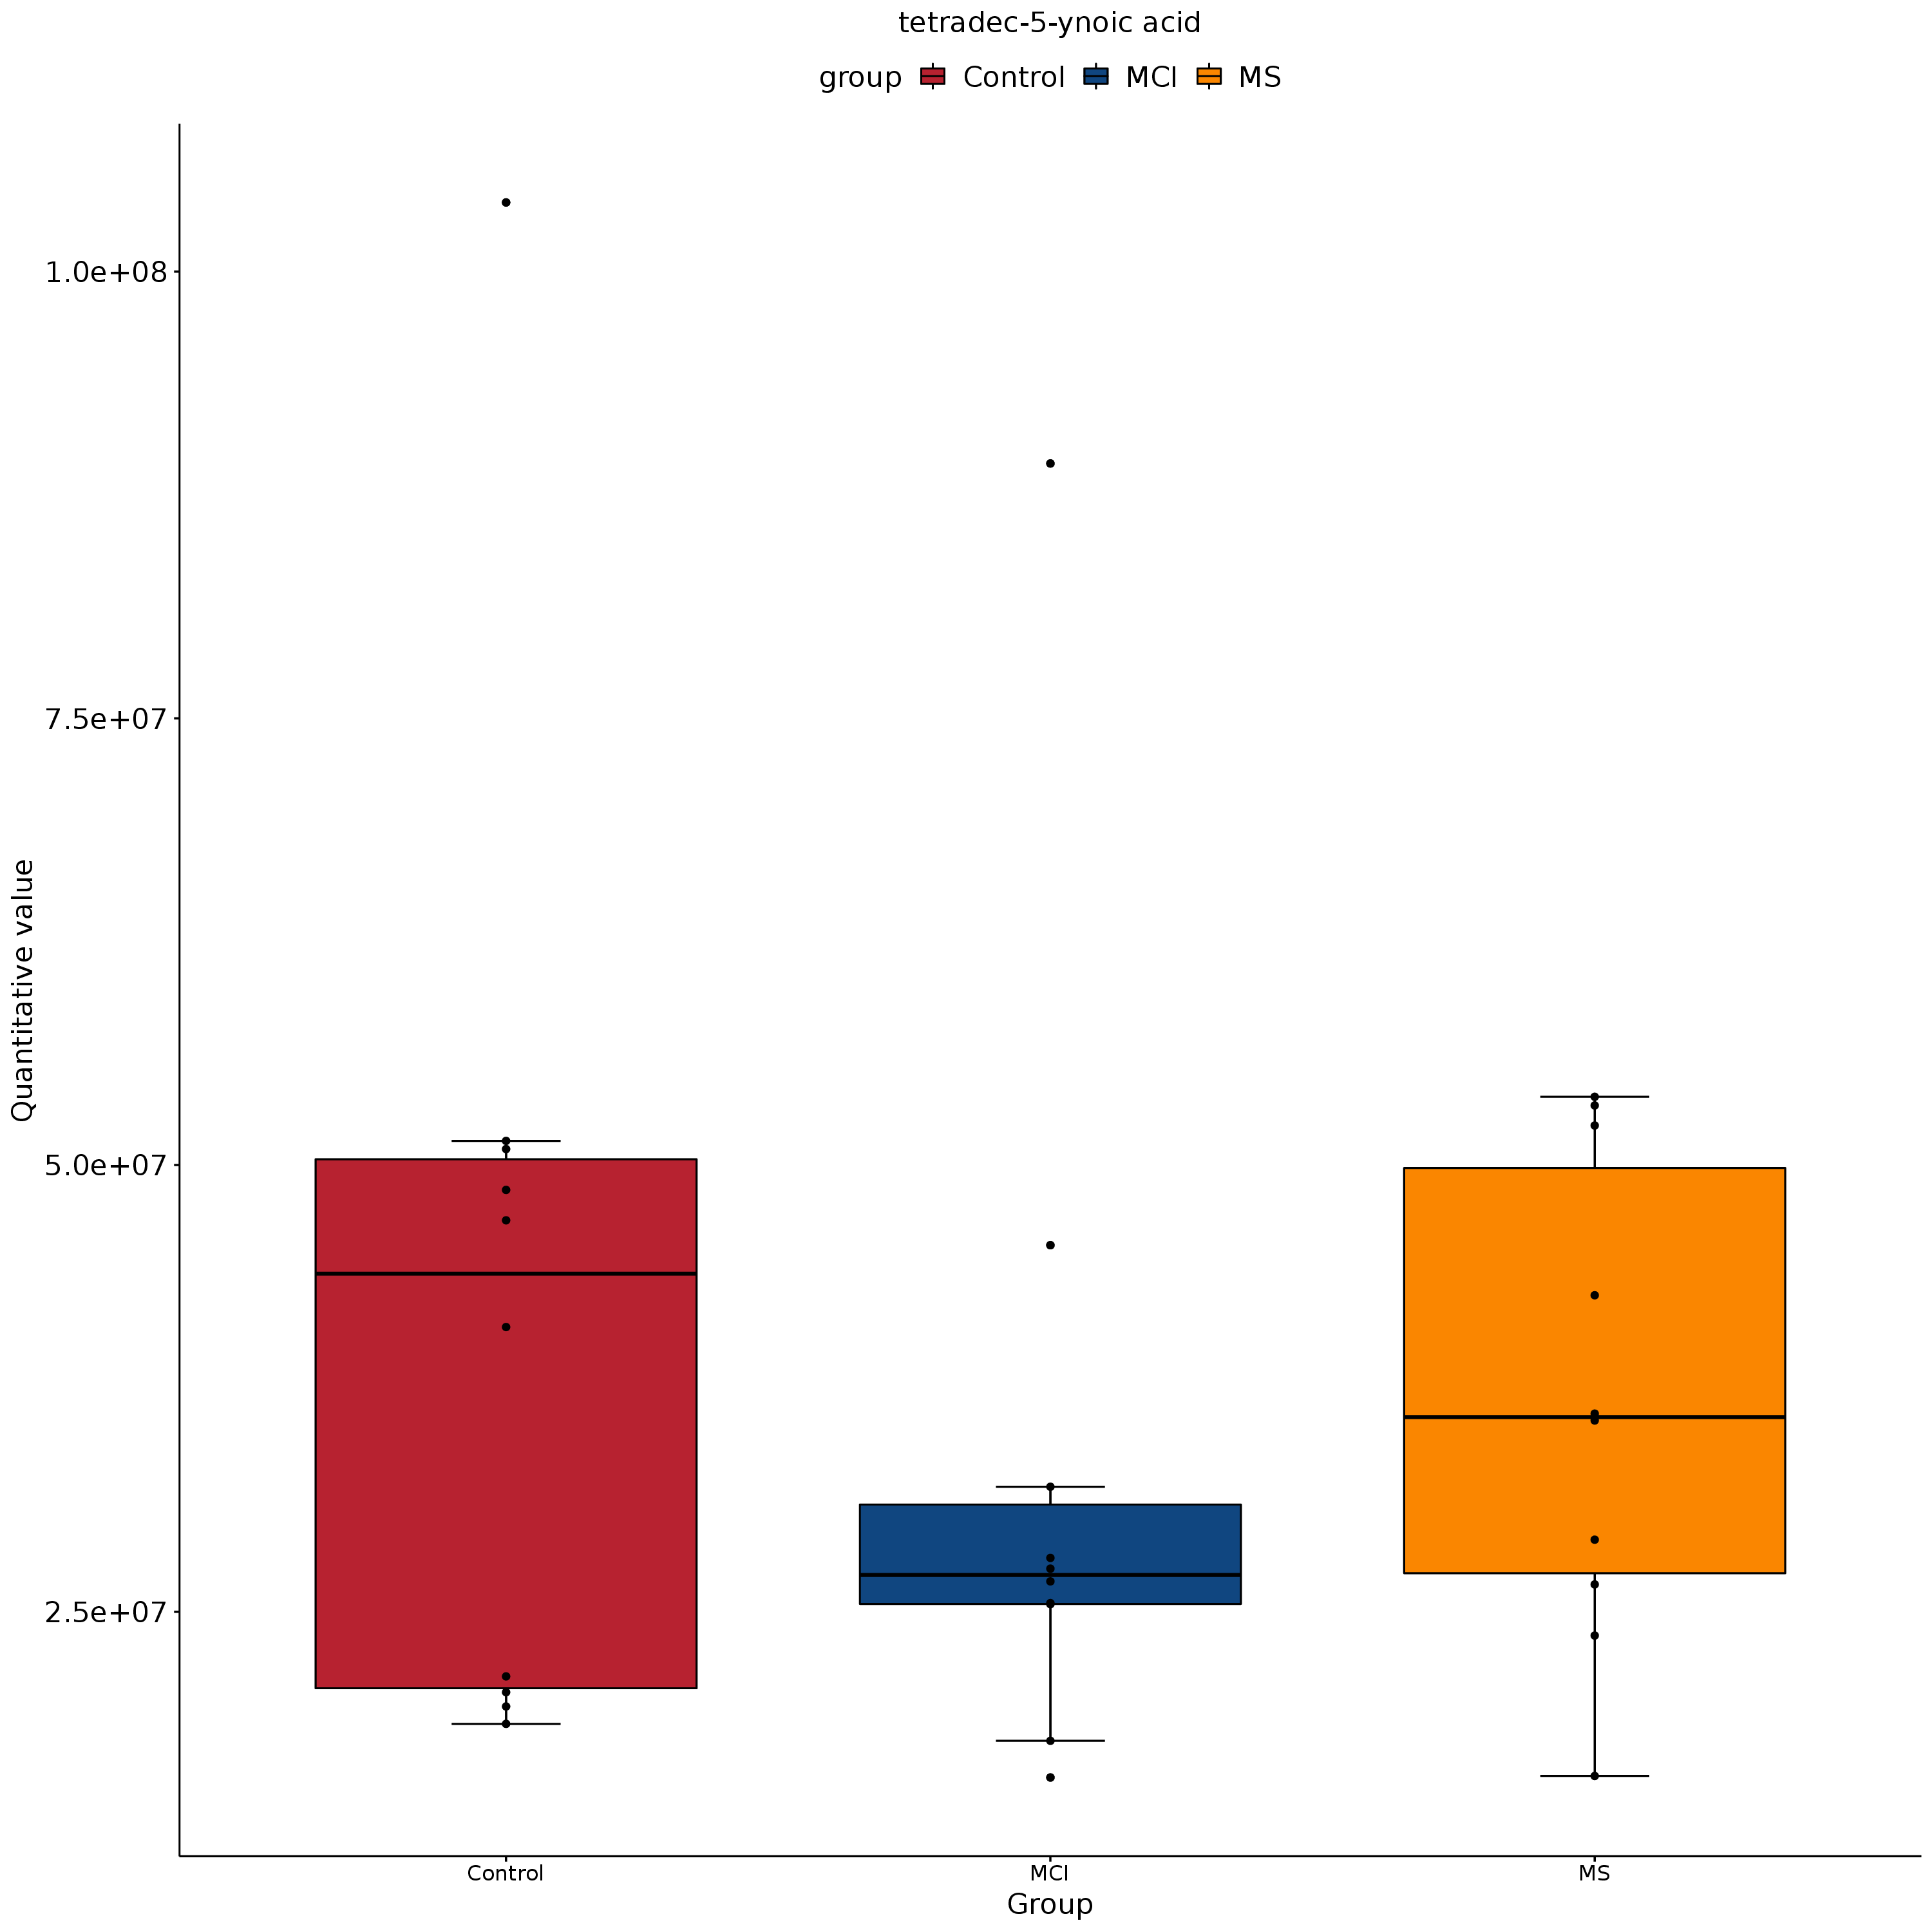 tetradec-5-ynoic acid
group Control MCI MS
1.0e+08
7.5e+07
5.0e+07
2.5e+07
Quantitative value
Control MCI MS
Group